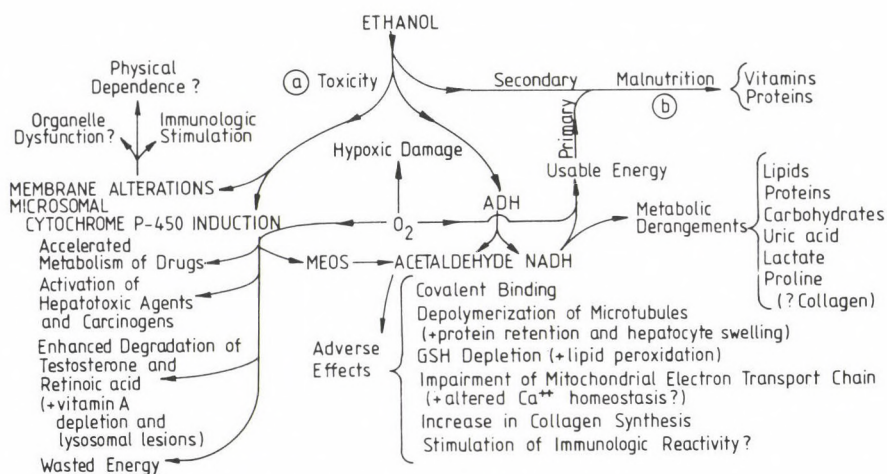 ETHANOL
ⓐ Toxicity
Secondary
Malnutrition
ⓑ
Vitamins
Proteins
Physical
Dependence ?
Organelle
Dysfunction?
Immunologic
Stimulation
Hypoxic Damage
Primary
Usable Energy
MEMBRANE ALTERATIONS
MICROSOMAL
CYTOCHROME P-450 INDUCTION
O₂
ADH
Metabolic
Derangements
Lipids
Proteins
Carbohydrates
Uric acid
Lactate
Proline
(? Collagen)
Accelerated
Metabolism of Drugs
MEOS
ACETALDEHYDE NADH
Activation of
Hepatotoxic Agents
and Carcinogens
Enhanced Degradation of
Testosterone and
Retinoic acid
(+vitamin A
depletion and
lysosomal lesions)
Wasted Energy
Adverse
Effects
Covalent Binding
Depolymerization of Microtubules
(+protein retention and hepatocyte swelling)
GSH Depletion (+lipid peroxidation)
Impairment of Mitochondrial Electron Transport Chain
(+altered Ca⁺⁺ homeostasis?)
Increase in Collagen Synthesis
Stimulation of Immunologic Reactivity?